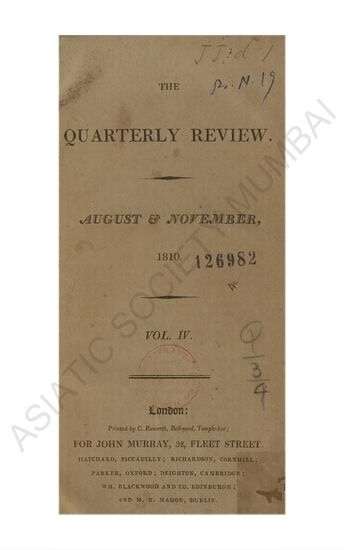 THE
QUARTERLY REVIEW.
AUGUST & NOVEMBER,
1810.
126982
VOL. IV.
London:
Printed by C. Roworth, Bell-yard, Temple-bar;
FOR JOHN MURRAY, 32, FLEET STREET.
HATCHARD, PICCADILLY; RICHARDSON, CORNHILL;
PARKER, OXFORD; DEIGHTON, CAMBRIDGE;
WM. BLACKWOOD AND CO. EDINBURGH;
AND M. N. MAHON, DUBLIN.
ASIATIC SOCIETY MUMBAI